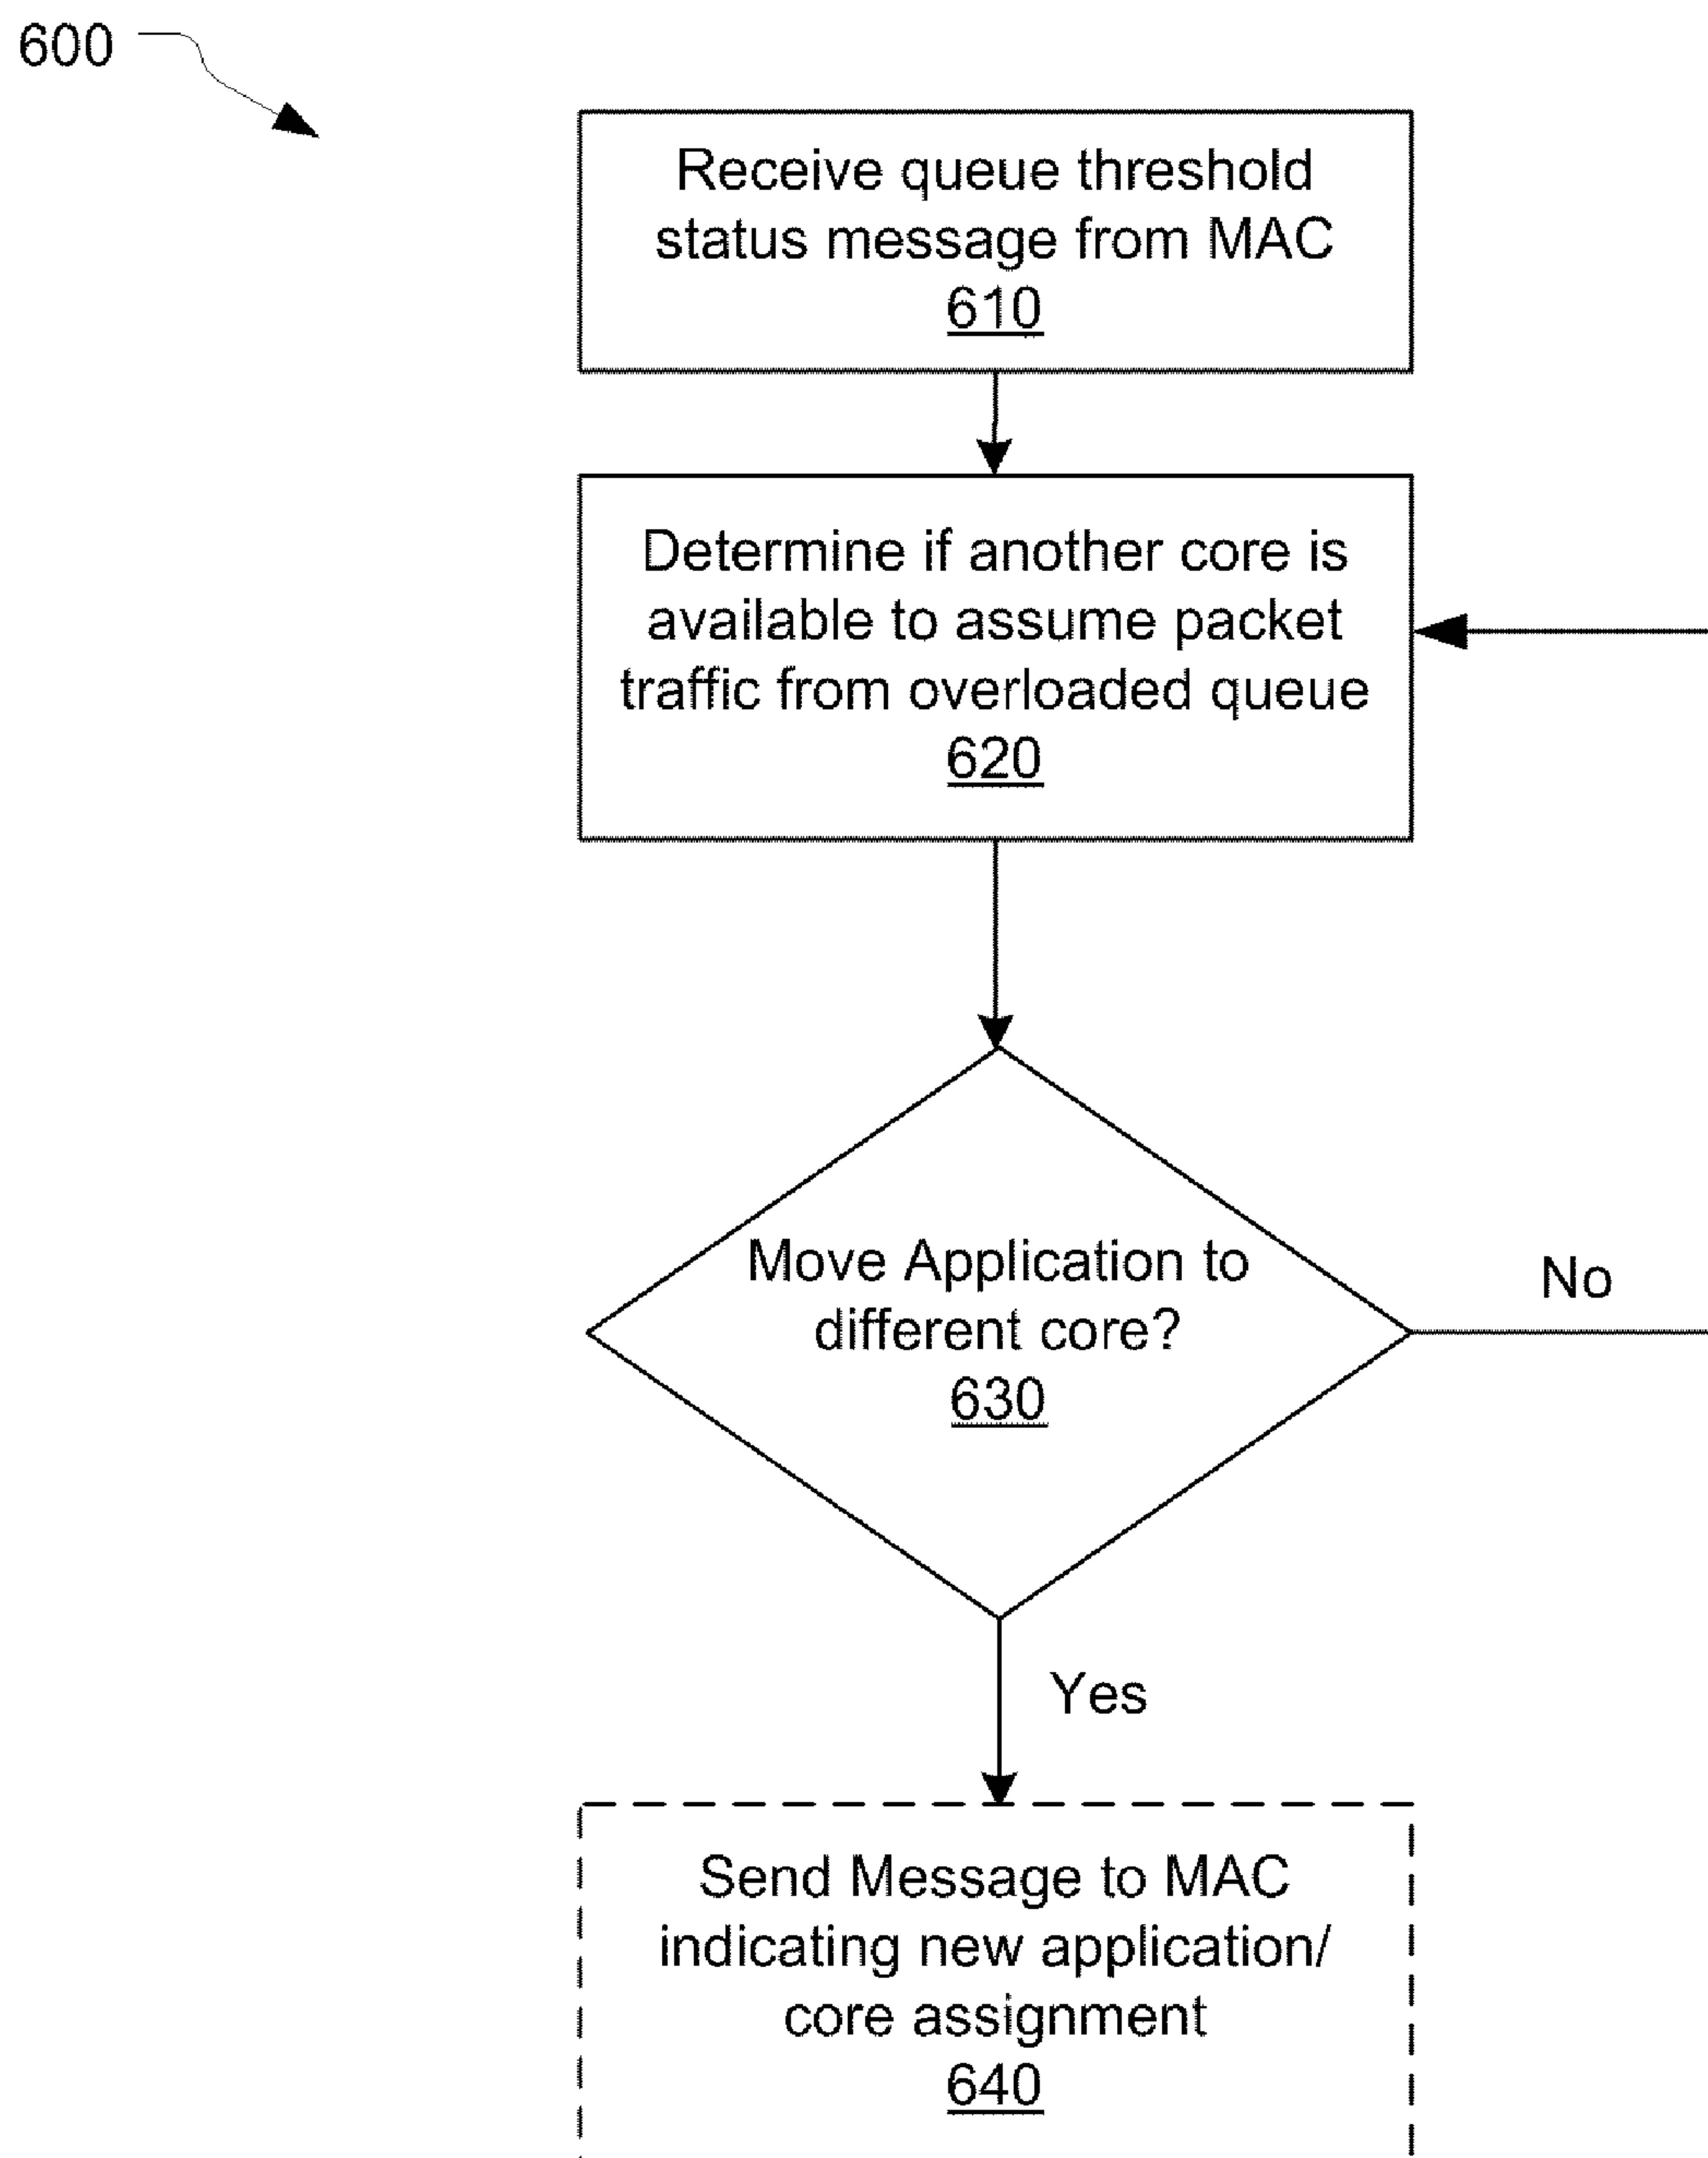 600
Receive queue threshold
status message from MAC
610
Determine if another core is
available to assume packet
traffic from overloaded queue
620
Move Application to
different core?
630
No
Yes
Send Message to MAC
indicating new application/
core assignment
640